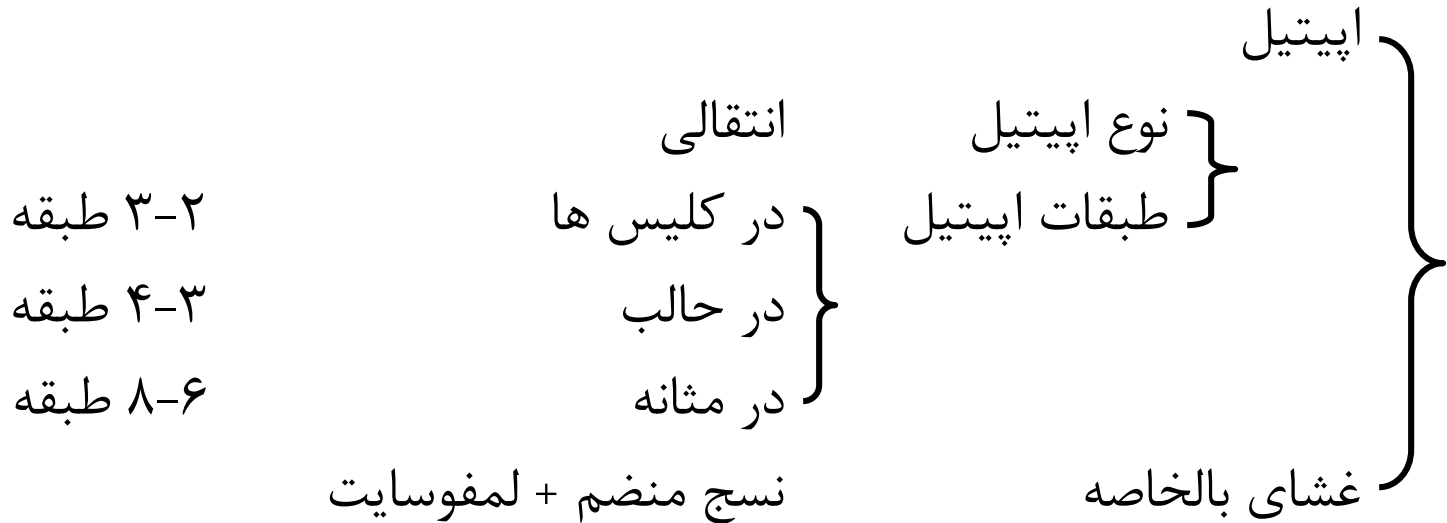 اپیتیل
نوع اپیتیل انتقالی
طبقات اپیتیل در کلیس ها ۲-۳ طبقه
در حالب ۳-۴ طبقه
در مثانه ۶-۸ طبقه
غشای بالخاصه نسج منضم + لمفوسایت